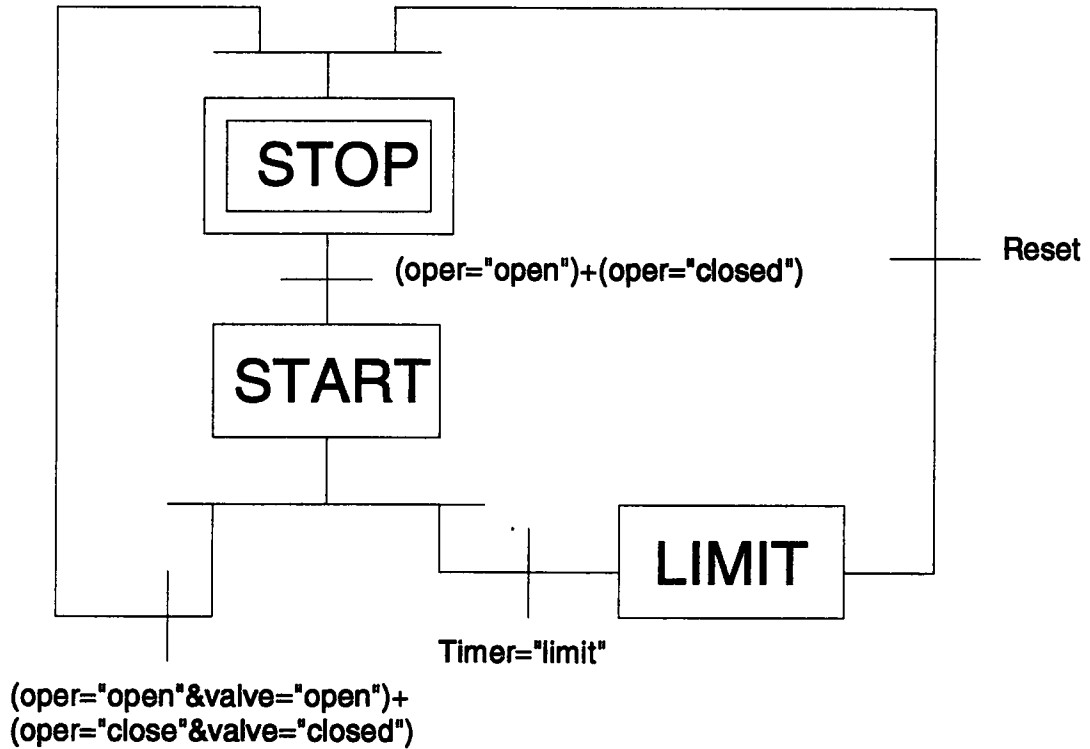 STOP
(oper="open")+(oper="closed")
Reset
START
LIMIT
Timer="limit"
(oper="open"&valve="open")+
(oper="close"&valve="closed")